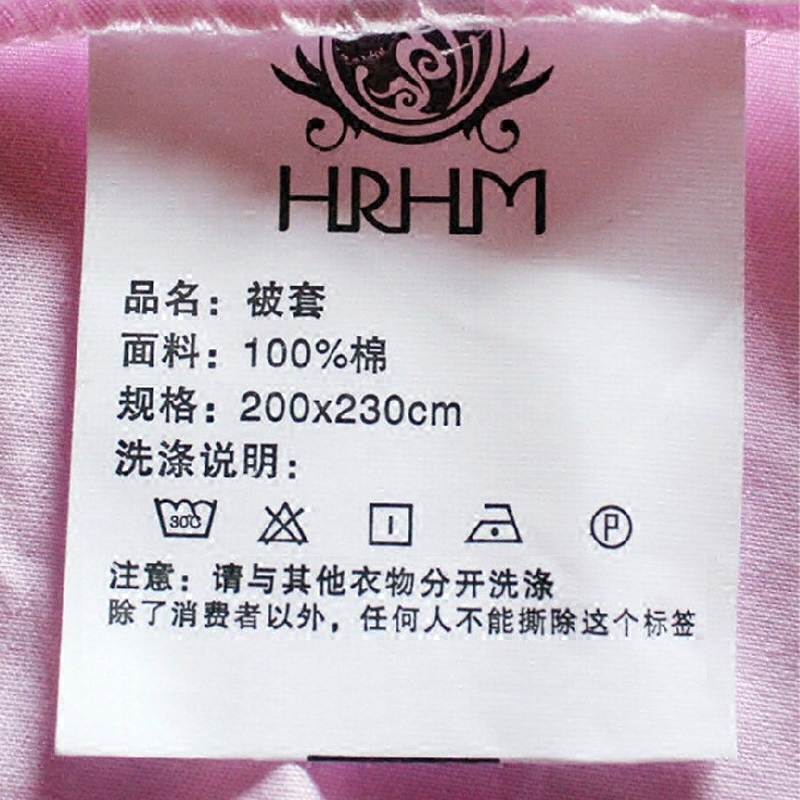 HRHM
品名：被套
面料：100%棉
规格：200x230cm
洗涤说明：
30C P
注意：请与其他衣物分开洗涤
除了消费者以外，任何人不能撕除这个标签